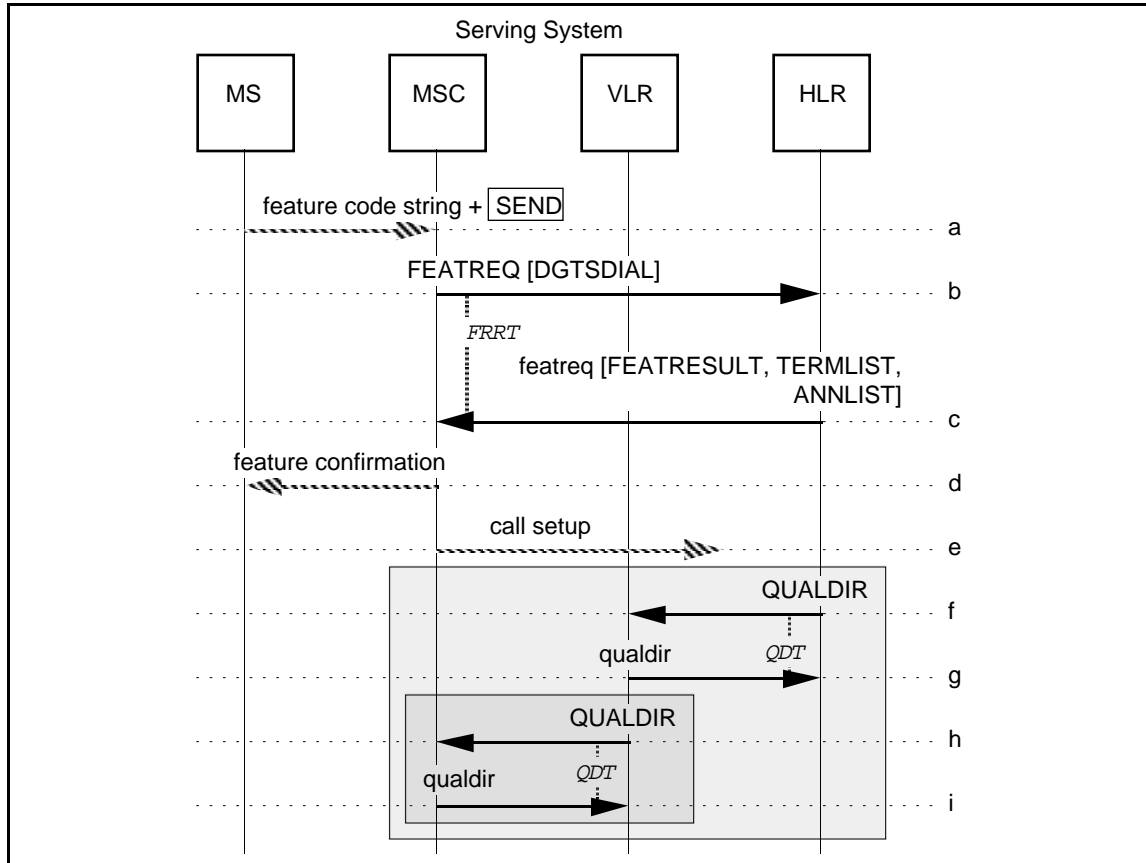 Serving System
MS
MSC
VLR
HLR
feature code string + SEND
a
FEATREQ [DGTSDIAL]
b
FRRT
featreq [FEATRESULT, TERMLIST,
ANNLIST]
c
feature confirmation
d
call setup
e
QUALDIR
f
QDT
qualdir
g
QUALDIR
h
QDT
qualdir
i